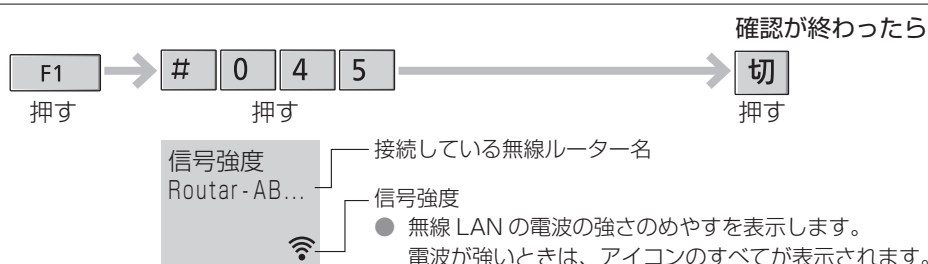 確認が終わったら
F1 # 0 4 5 切
押す 押す 押す
信号強度
Routar-AB...
接続している無線ルーター名
信号強度
● 無線 LAN の電波の強さのめやすを表示します。
電波が強いときは、アイコンのすべてが表示されます。